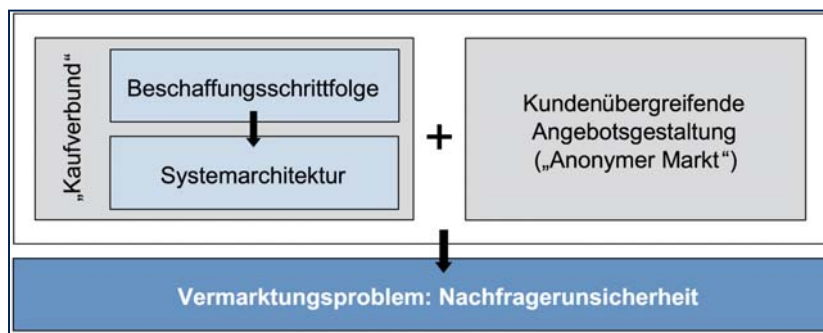 „Kaufverbund“
Beschaffungsschrittfolge
Systemarchitektur
+
Kundenübergreifende
Angebotsgestaltung
(„Anonymer Markt“)
Vermarktungsproblem: Nachfragerunsicherheit